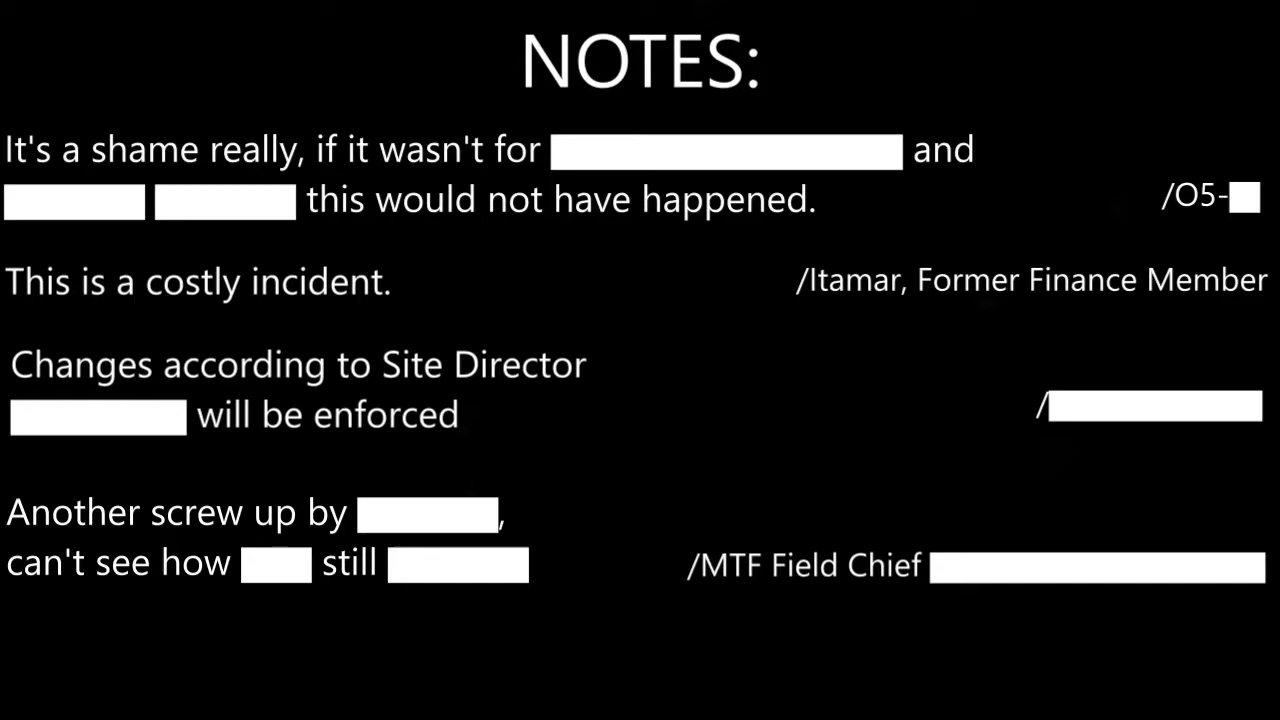 NOTES:
It's a shame really, if it wasn't for and
this would not have happened. /O5-
This is a costly incident. /Itamar, Former Finance Member
Changes according to Site Director
will be enforced /
Another screw up by ,
can't see how still /MTF Field Chief